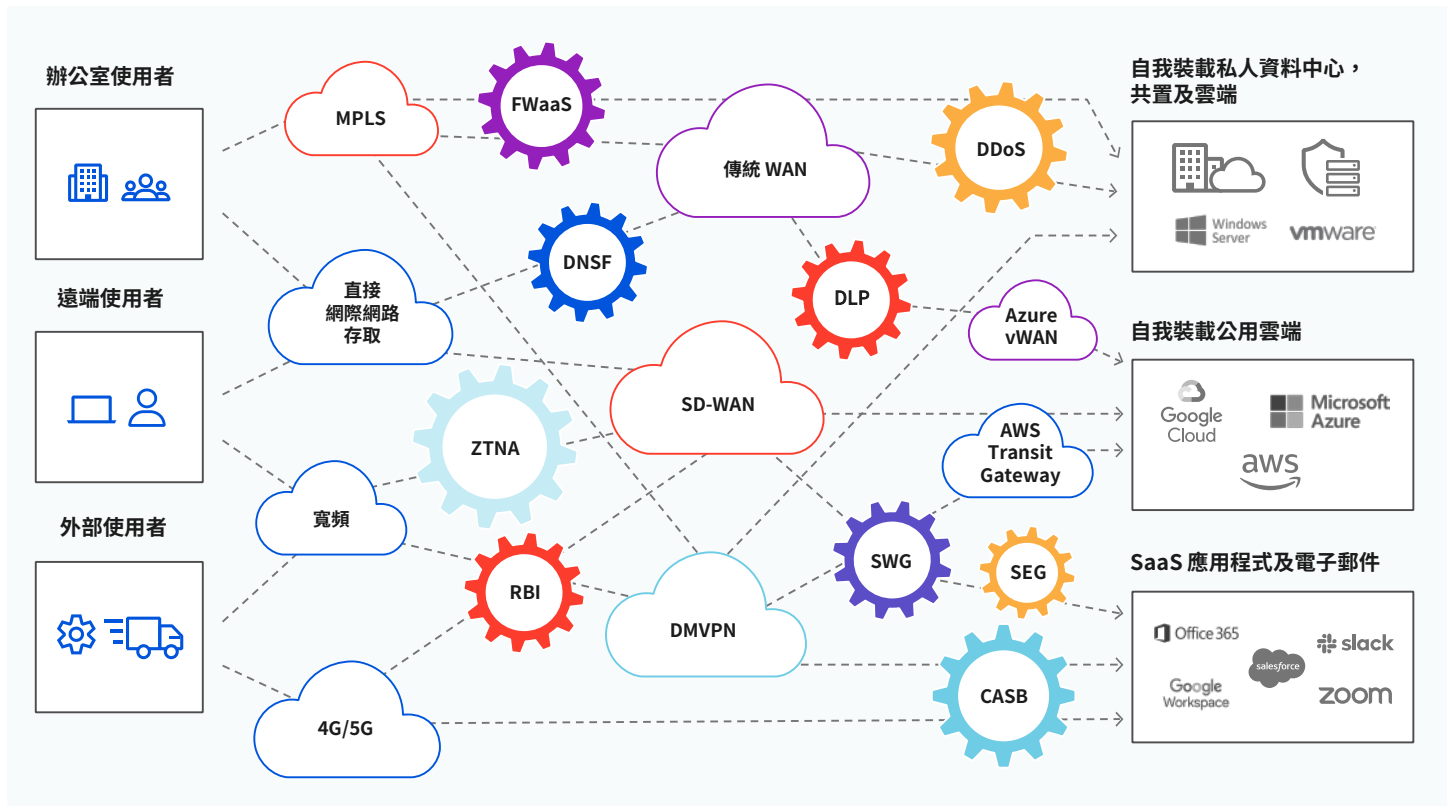 辦公室使用者
遠端使用者
外部使用者
MPLS
直接
網際網路
存取
寬頻
4G/5G
FWaaS
DNSF
ZTNA
RBI
傳統 WAN
SD-WAN
DMVPN
DDoS
DLP
Azure
vWAN
AWS
Transit
Gateway
SWG
SEG
CASB
自我裝載私人資料中心，
共置及雲端
Windows
Server
vmware
自我裝載公用雲端
Google
Cloud
Microsoft
Azure
aws
SaaS 應用程式及電子郵件
Office 365
slack
salesforce
Google
Workspace
zoom